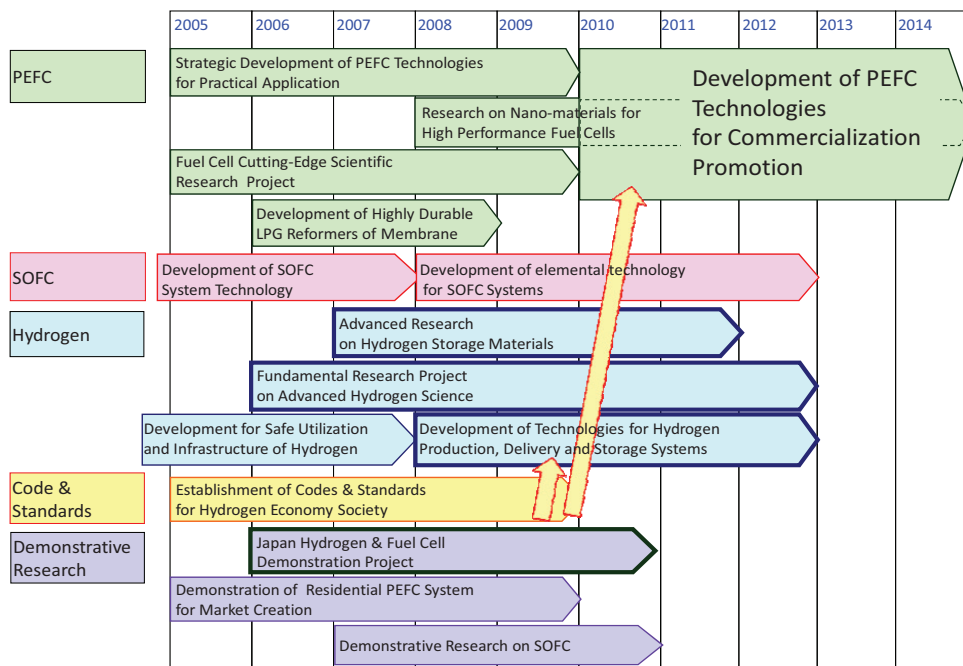 2005 2006 2007 2008 2009 2010 2011 2012 2013 2014
PEFC
Strategic Development of PEFC Technologies
for Practical Application
Development of PEFC
Technologies
for Commercialization
Promotion
Research on Nano-materials for
High Performance Fuel Cells
Fuel Cell Cutting-Edge Scientific
Research Project
Development of Highly Durable
LPG Reformers of Membrane
SOFC
Development of SOFC
System Technology
Development of elemental technology
for SOFC Systems
Hydrogen
Advanced Research
on Hydrogen Storage Materials
Fundamental Research Project
on Advanced Hydrogen Science
Development for Safe Utilization
and Infrastructure of Hydrogen
Development of Technologies for Hydrogen
Production, Delivery and Storage Systems
Code &
Standards
Establishment of Codes & Standards
for Hydrogen Economy Society
Demonstrative
Research
Japan Hydrogen & Fuel Cell
Demonstration Project
Demonstration of Residential PEFC System
for Market Creation
Demonstrative Research on SOFC